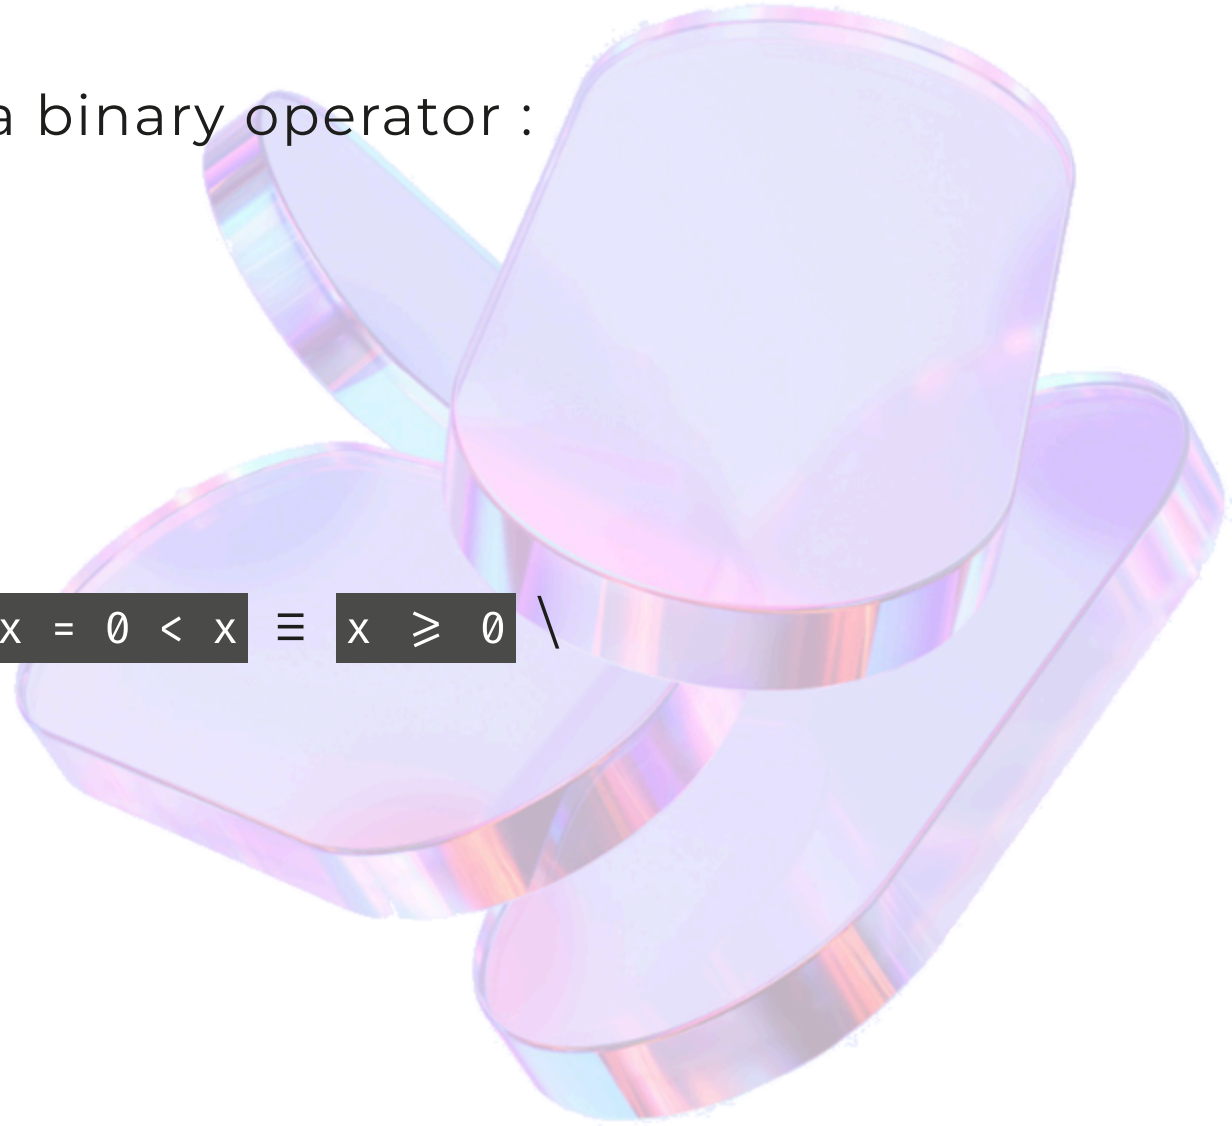 a binary operator :
x = 0 < x ≡ x ⩾ 0 \